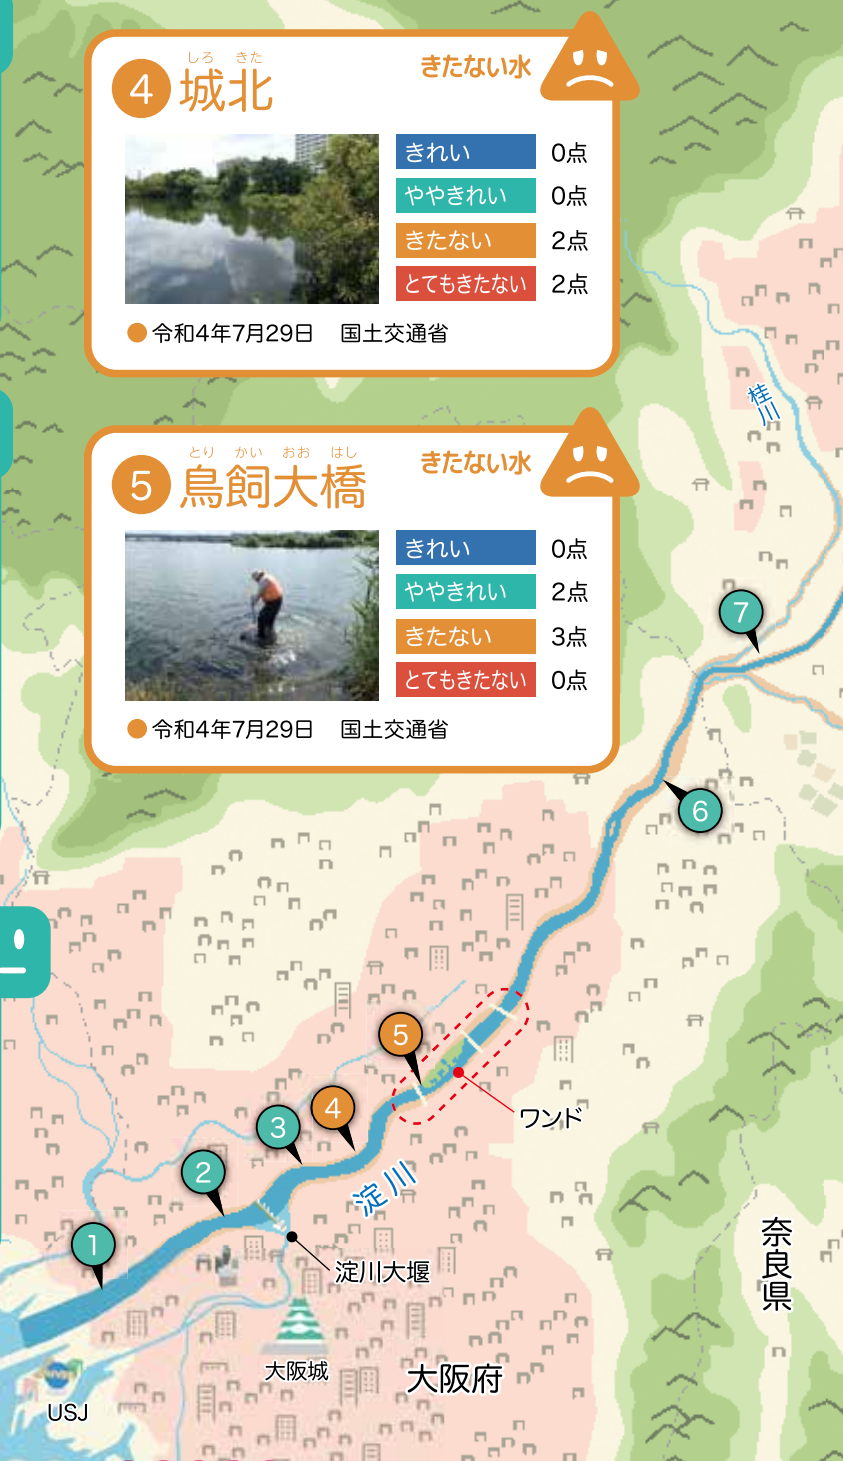 しろ きた
4 城北
きたない水
きれい 0点
ややきれい 0点
きたない 2点
とてもきたない 2点
令和4年7月29日 国土交通省
とり かい おお はし
5 鳥飼大橋
きたない水
きれい 0点
ややきれい 2点
きたない 3点
とてもきたない 0点
令和4年7月29日 国土交通省
桂川
7
6
5
4
3
ワンド
2
淀川
1
淀川大堰
奈良県
大阪城
大阪府
USJ